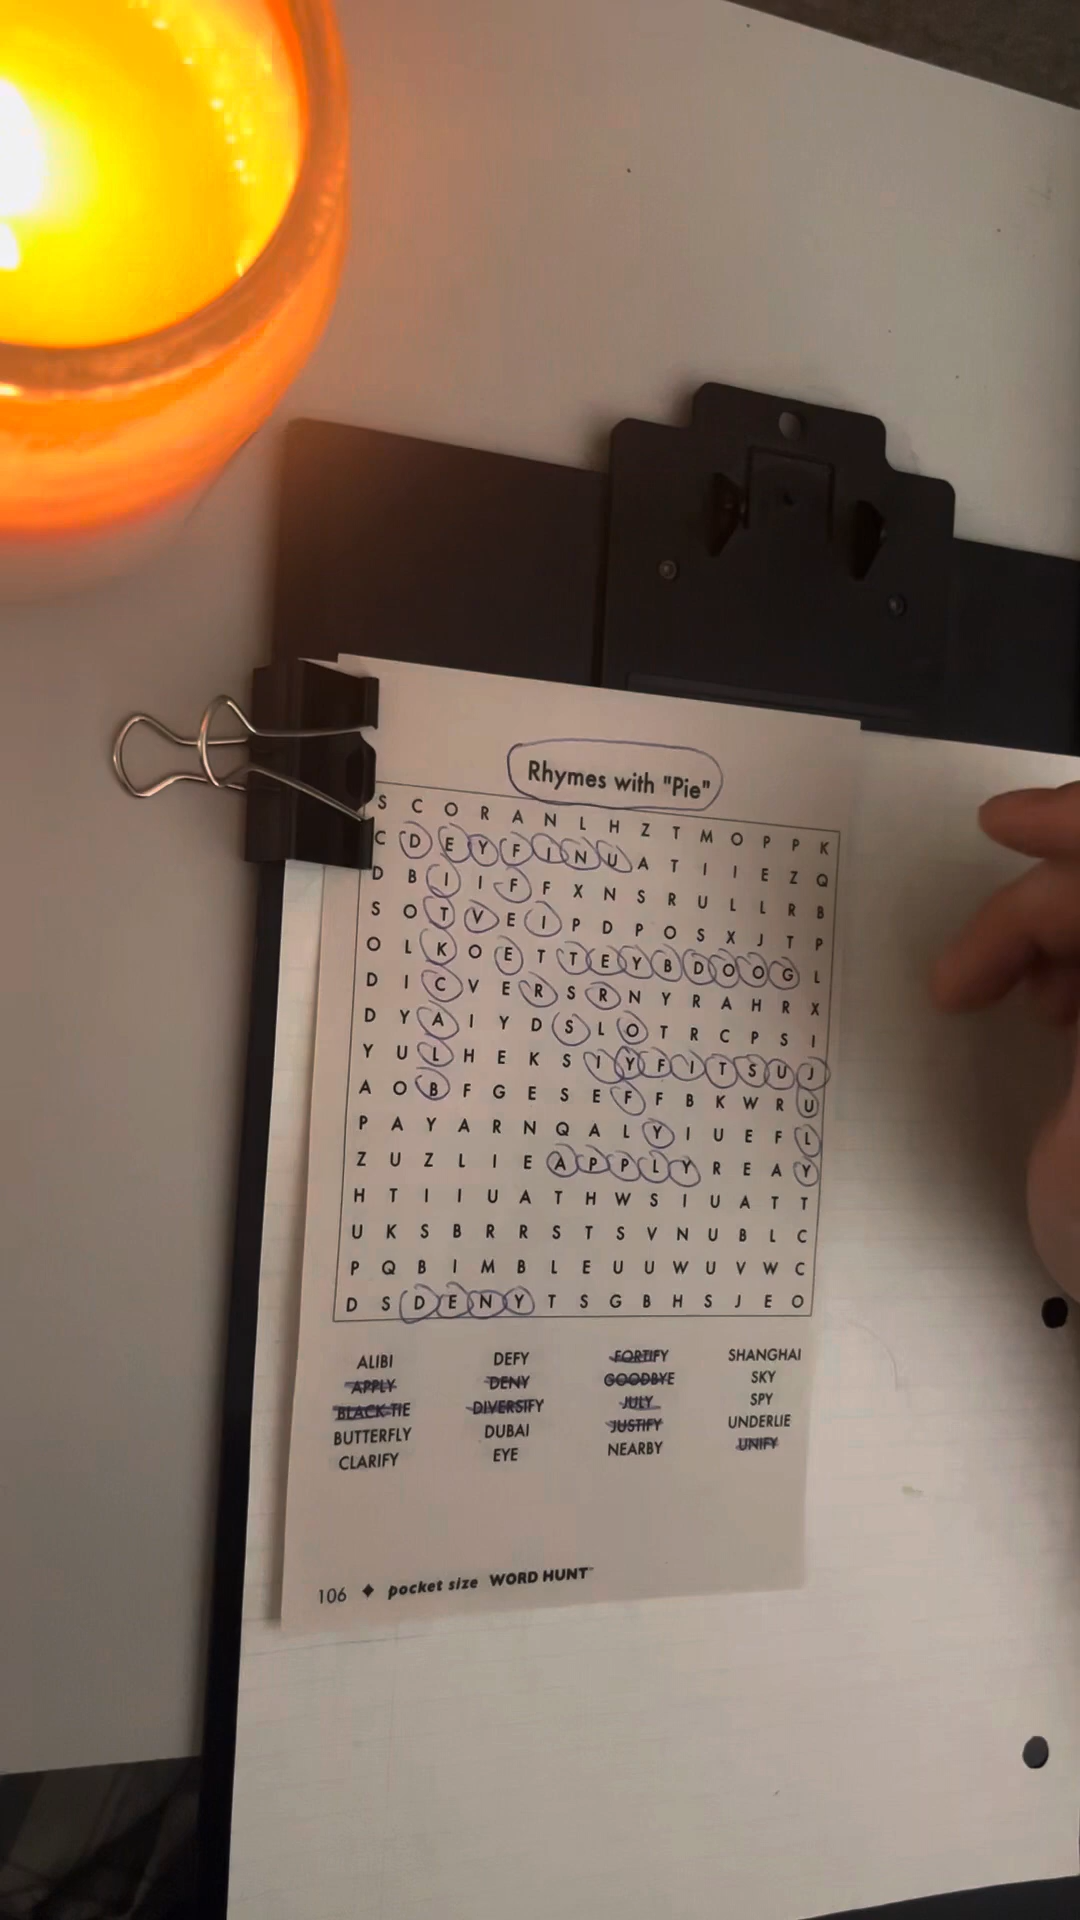 Rhymes with "Pie"
S C O R A N L H Z T M O P P K
C D E Y F I N U A T I I E Z Q
D B I I F F X N S R U L L R B
S O T V E I P D P O S X J T P
O L K O E T T E Y B D O O G L
D I C V E R S R N Y R A H R X
D Y A I Y D S L O T R C P S I
Y U L H E K S I Y F I T S U J
A O B F G E S E F F B K W R U
P A Y A R N Q A L Y I U E F L
Z U Z L I E A P P L Y R E A Y
H T I I U A T H W S I U A T T
U K S B R R S T S V N U B L C
P Q B I M B L E U U W U V W C
D S D E N Y T S G B H S J E O
ALIBI DEFY FORTIFY SHANGHAI
APPLY DENY GOODBYE SKY
BLACK-TIE DIVERSIFY JULY SPY
BUTTERFLY DUBAI JUSTIFY UNDERLIE
CLARIFY EYE NEARBY UNIFY
106 ◆ pocket size WORD HUNT™